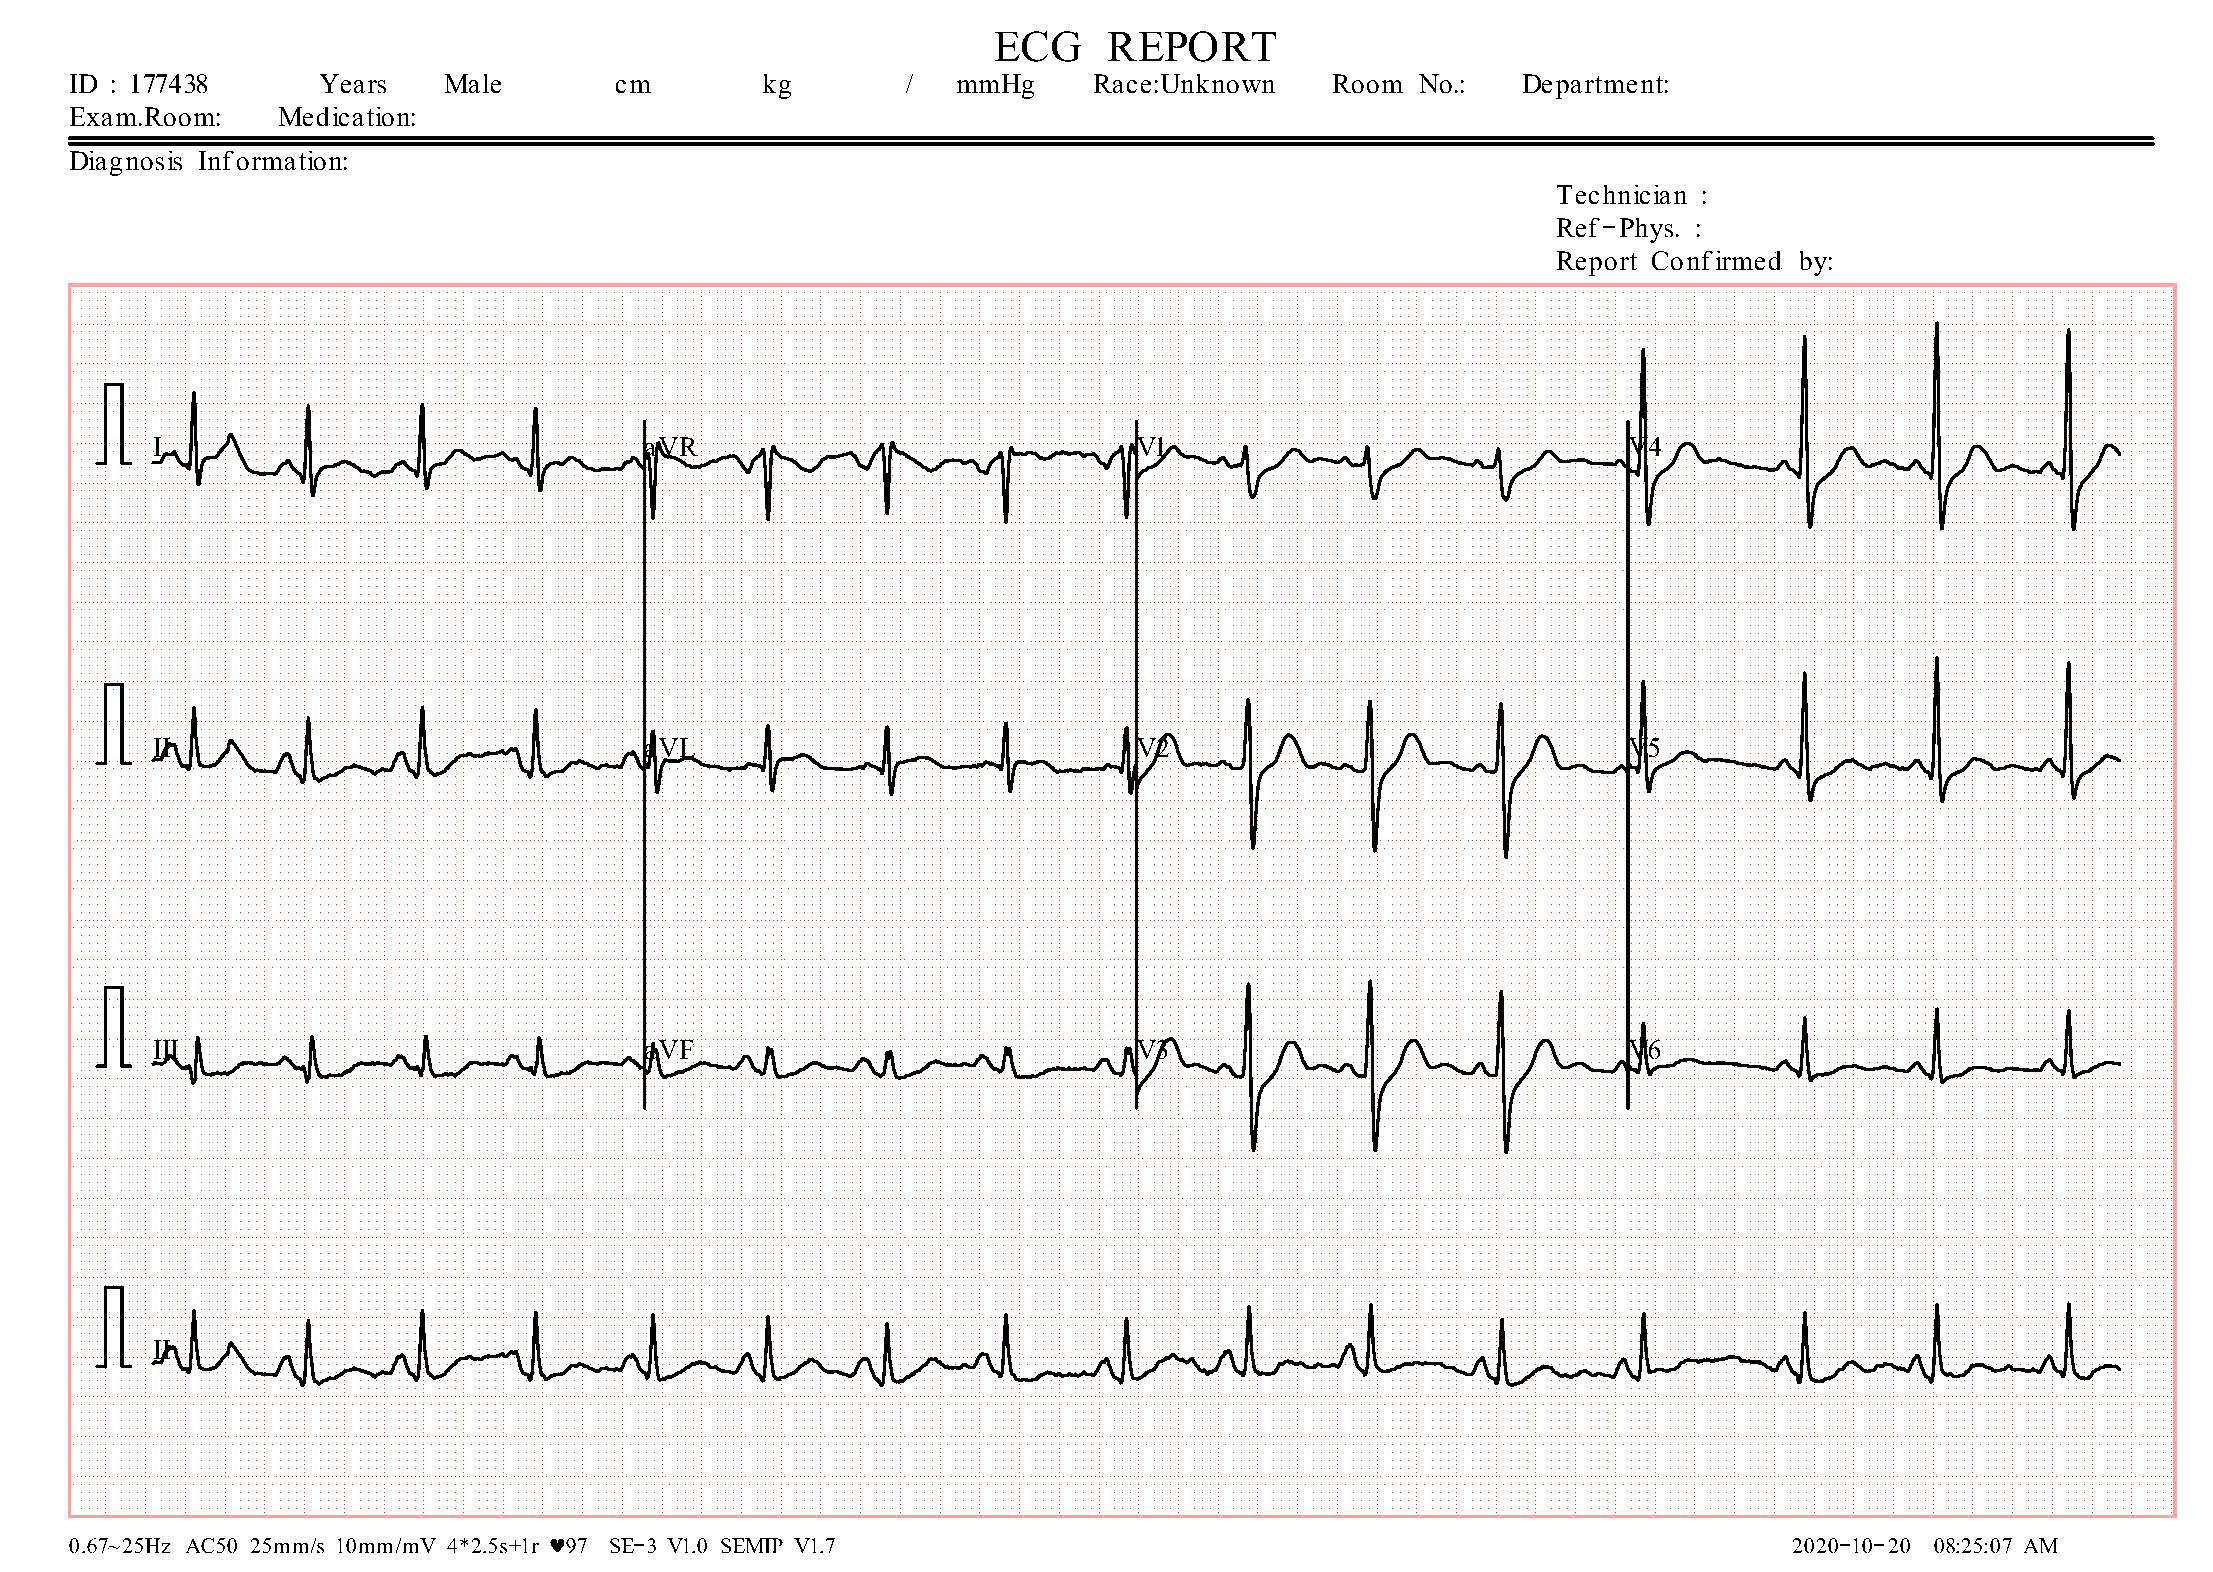 ECG REPORT
ID : 177438 Years Male cm kg / mmHg Race:Unknown Room No.: Department:
Exam.Room: Medication:
Diagnosis Information:
Technician :
Ref-Phys. :
Report Confirmed by:
I aVR V1 V4
II aVL V2 V5
III aVF V3 V6
II
0.67~25Hz AC50 25mm/s 10mm/mV 4*2.5s+1r ♥97 SE-3 V1.0 SEMIP V1.7
2020-10-20 08:25:07 AM